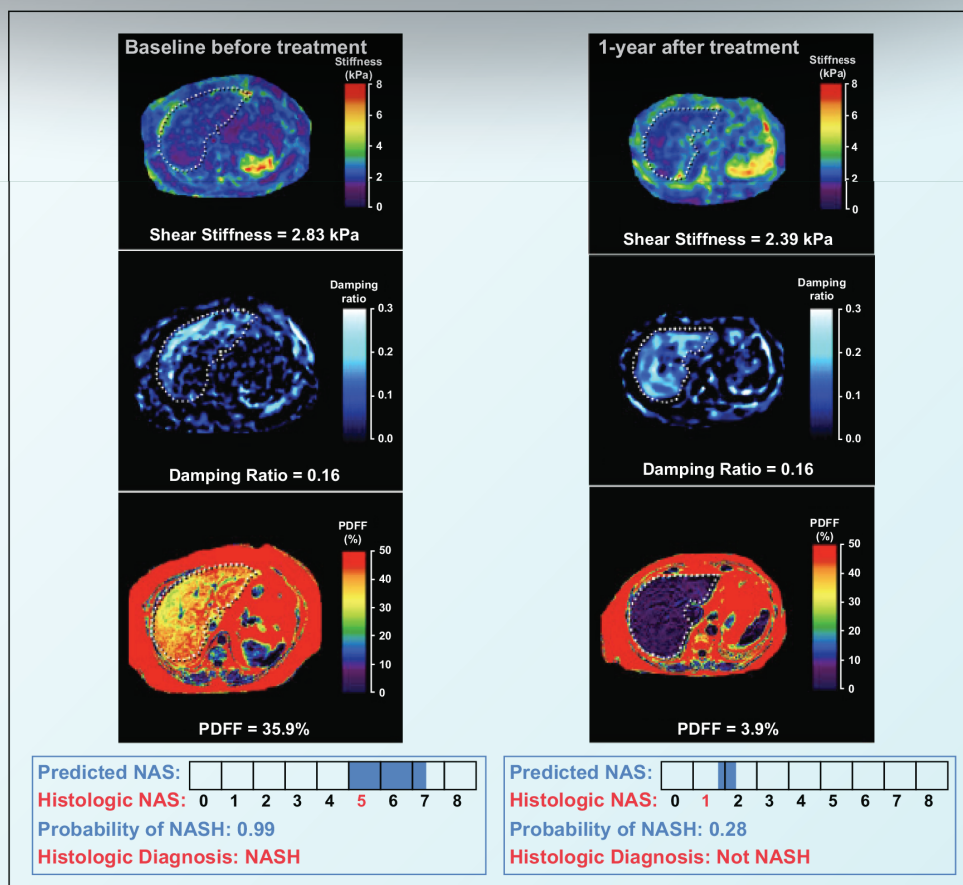 Baseline before treatment
Stiffness
(kPa)
8
6
4
2
0
Shear Stiffness = 2.83 kPa
Damping
ratio
0.3
0.2
0.1
0.0
Damping Ratio = 0.16
PDFF
(%)
50
40
30
20
10
0
PDFF = 35.9%
Predicted NAS:
Histologic NAS: 0 1 2 3 4 5 6 7 8
Probability of NASH: 0.99
Histologic Diagnosis: NASH
1-year after treatment
Stiffness
(kPa)
8
6
4
2
0
Shear Stiffness = 2.39 kPa
Damping
ratio
0.3
0.2
0.1
0.0
Damping Ratio = 0.16
PDFF
(%)
50
40
30
20
10
0
PDFF = 3.9%
Predicted NAS:
Histologic NAS: 0 1 2 3 4 5 6 7 8
Probability of NASH: 0.28
Histologic Diagnosis: Not NASH